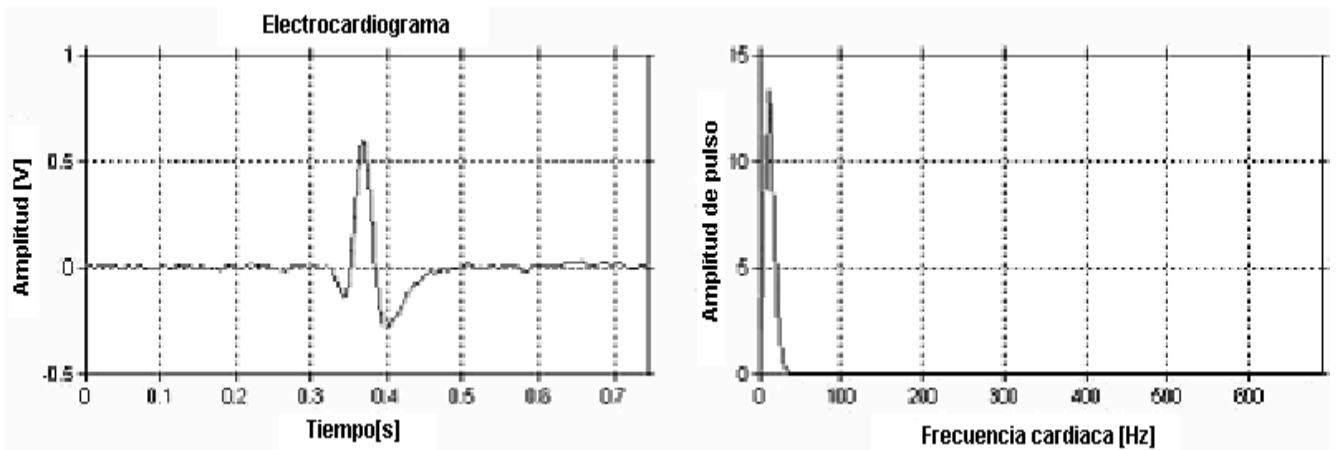 Electrocardiograma
1
0.5
0
-0.5
Amplitud [V]
0 0.1 0.2 0.3 0.4 0.5 0.6 0.7
Tiempo[s]
15
10
5
0
Amplitud de pulso
0 100 200 300 400 500 600
Frecuencia cardiaca [Hz]